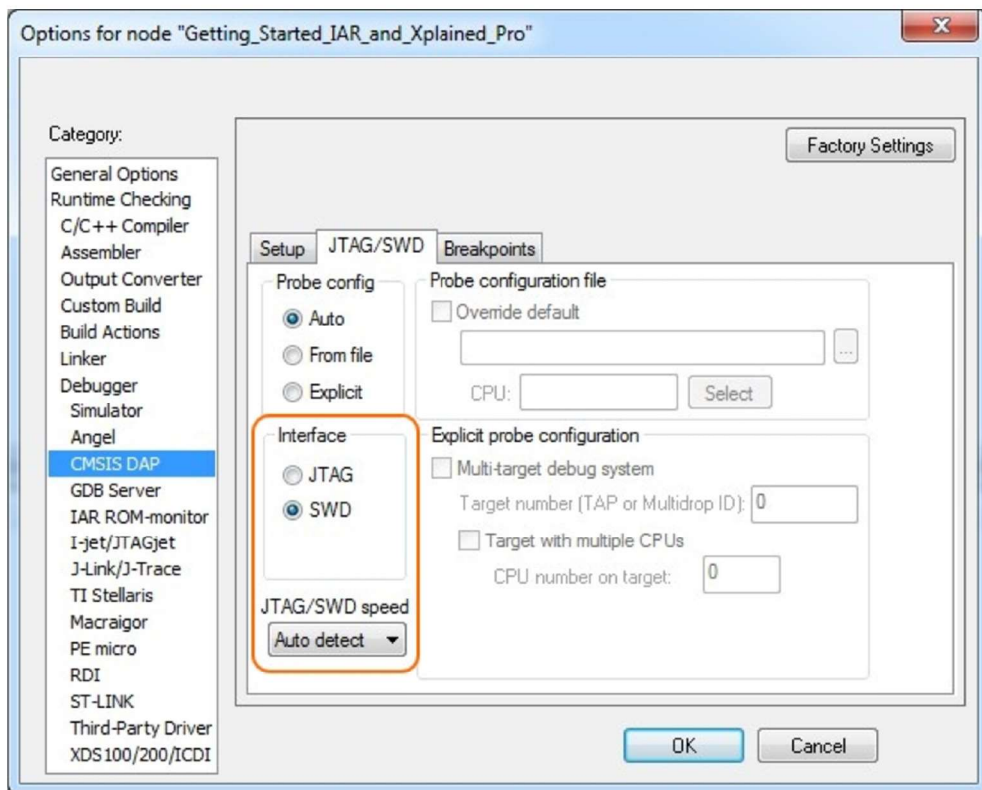 Options for node "Getting_Started_IAR_and_Xplained_Pro"
Category:
General Options
Runtime Checking
C/C++ Compiler
Assembler
Output Converter
Custom Build
Build Actions
Linker
Debugger
Simulator
Angel
CMSIS DAP
GDB Server
IAR ROM-monitor
I-jet/JTAGjet
J-Link/J-Trace
TI Stellaris
Macraigor
PE micro
RDI
ST-LINK
Third-Party Driver
XDS100/200/ICDI
Factory Settings
Setup JTAG/SWD Breakpoints
Probe config
Auto
From file
Explicit
Probe configuration file
Override default
...
CPU: Select
Interface
JTAG
SWD
JTAG/SWD speed
Auto detect
Explicit probe configuration
Multi-target debug system
Target number (TAP or Multidrop ID): 0
Target with multiple CPUs
CPU number on target: 0
OK Cancel